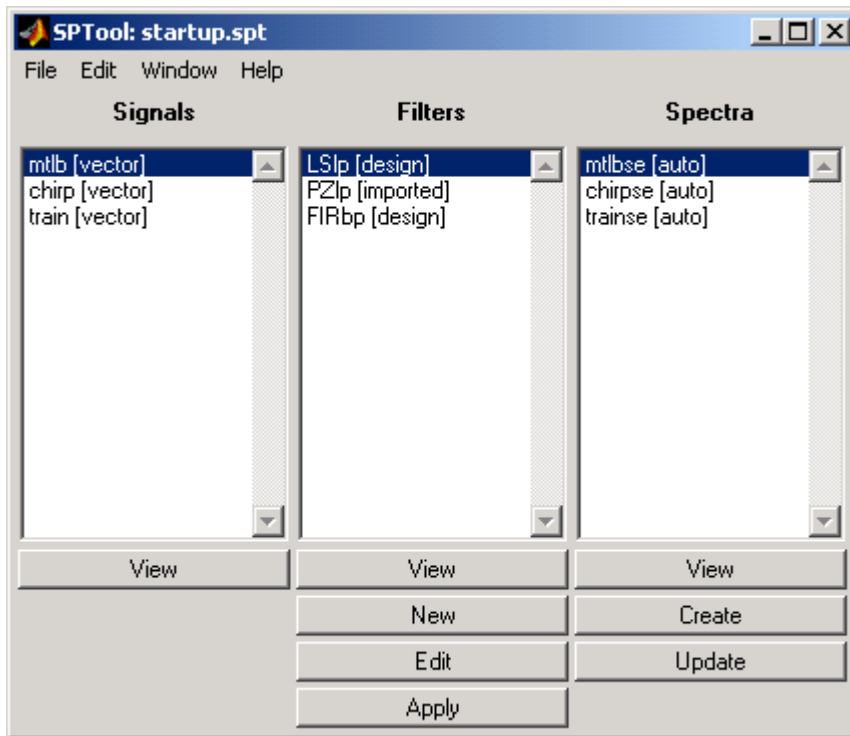 SPTool: startup.spt
File Edit Window Help
Signals
mtlb [vector]
chirp [vector]
train [vector]
View
Filters
LSlp [design]
PZlp [imported]
FIRbp [design]
View
New
Edit
Apply
Spectra
mtlbse [auto]
chirpse [auto]
trainse [auto]
View
Create
Update